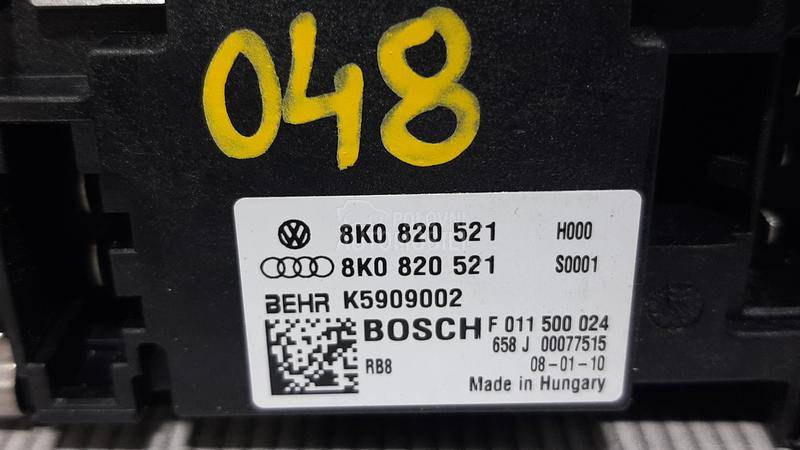 048
8K0 820 521 H000
8K0 820 521 S0001
BEHR K5909002
BOSCH F 011 500 024
658 J 00077515
RB8 08-01-10
Made in Hungary